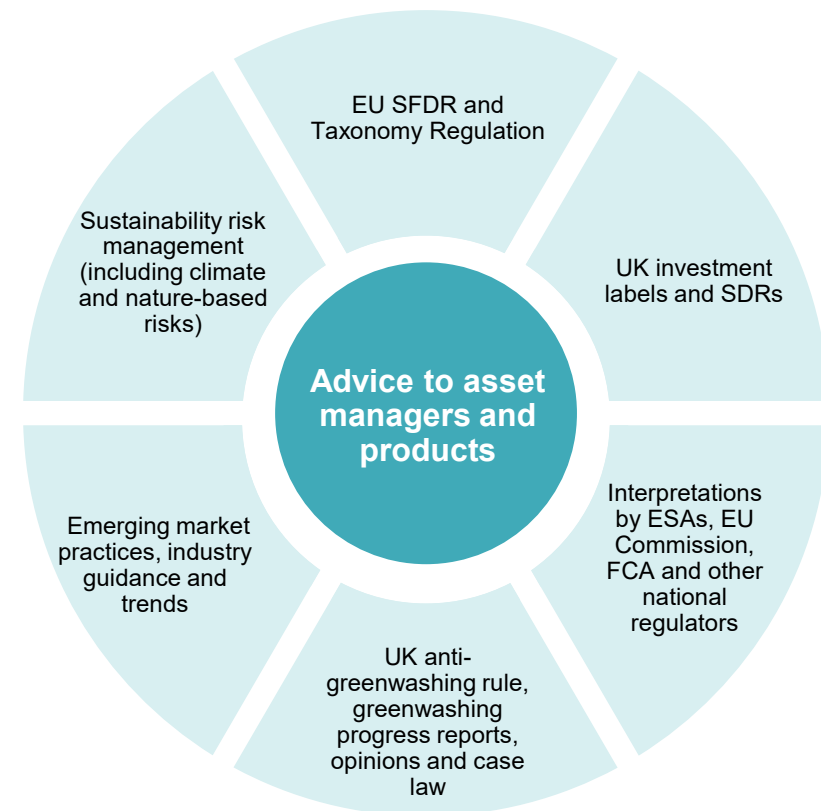 EU SFDR and
Taxonomy Regulation
UK investment
labels and SDRs
Interpretations
by ESAs, EU
Commission,
FCA and other
national
regulators
UK anti-
greenwashing rule,
greenwashing
progress reports,
opinions and case
law
Emerging market
practices, industry
guidance and
trends
Sustainability risk
management
(including climate
and nature-based
risks)
Advice to asset
managers and
products